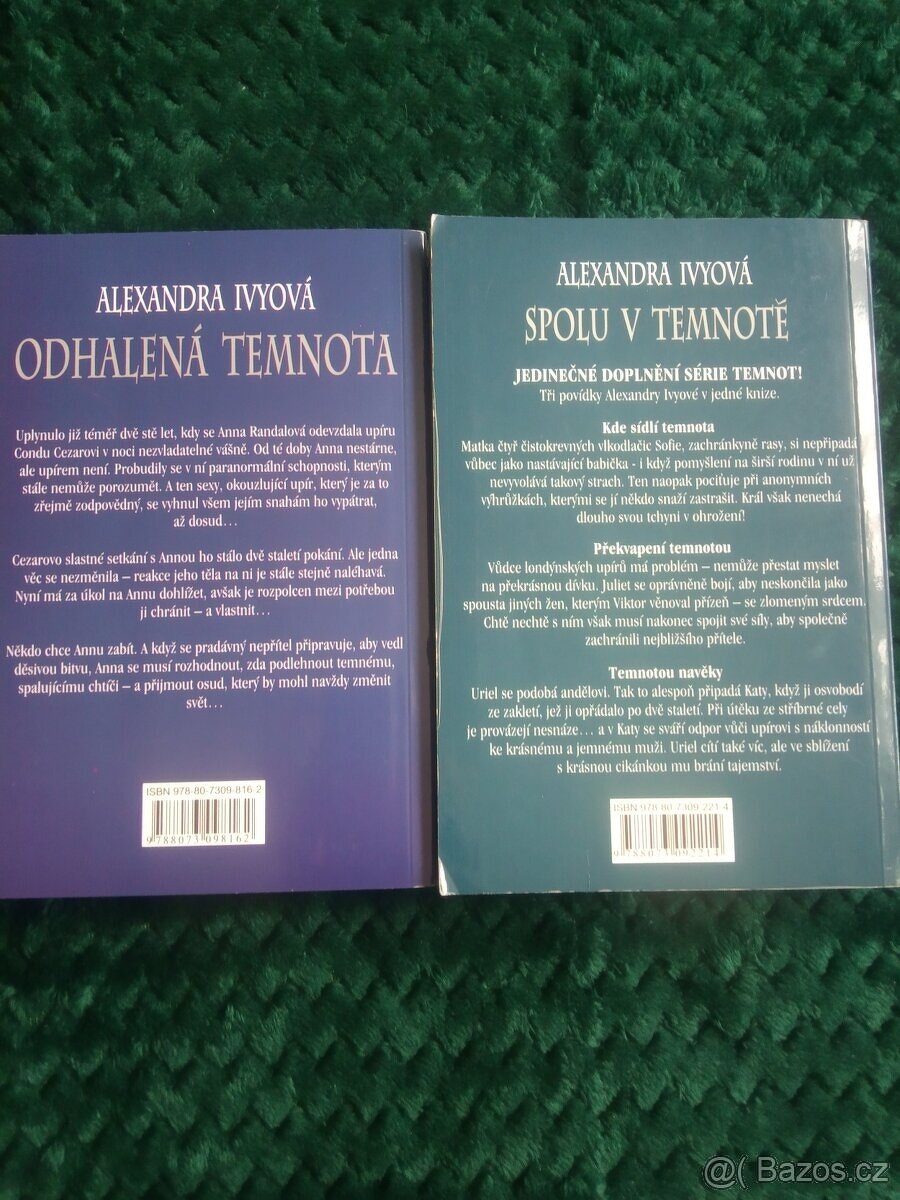 ALEXANDRA IVYOVÁ
ODHALENÁ TEMNOTA
Uplynulo již téměř dvě stě let, kdy se Anna Randalová odevzdala upíru
Condu Cezarovi v noci nezvladatelné vášně. Od té doby Anna nestárne,
ale upírem není. Probudily se v ní paranormální schopnosti, kterým
stále nemůže porozumět. A ten sexy, okouzlující upír, který je za to
zřejmě zodpovědný, se vyhnul všem jejím snahám ho vypátrat,
až dosud…
Cezarovo slastné setkání s Annou ho stálo dvě staletí pokání. Ale jedna
věc se nezměnila – reakce jeho těla na ni je stále stejně naléhavá.
Nyní má za úkol na Annu dohlížet, avšak je rozpolcen mezi potřebou
ji chránit – a vlastnit…
Někdo chce Annu zabít. A když se pradávný nepřítel připravuje, aby vedl
děsivou bitvu, Anna se musí rozhodnout, zda podlehnout temnému,
spalujícímu chtíči – a přijmout osud, který by mohl navždy změnit
svět…
ISBN 978-80-7309-816-2
9 788073 098162
ALEXANDRA IVYOVÁ
SPOLU V TEMNOTĚ
JEDINEČNÉ DOPLNĚNÍ SÉRIE TEMNOT!
Tři povídky Alexandry Ivyové v jedné knize.
Kde sídlí temnota
Matka čtyř čistokrevných vlkodlačic Sofie, zachránkyně rasy, si nepřipadá
vůbec jako nastávající babička - i když pomyšlení na širší rodinu v ní už
nevyvolává takový strach. Ten naopak pociťuje při anonymních
výhrůžkách, kterými se jí někdo snaží zastrašit. Král však nenechá
dlouho svou tchyni v ohrožení!
Překvapení temnotou
Vůdce londýnských upírů má problém – nemůže přestat myslet
na překrásnou dívku. Juliet se oprávněně bojí, aby neskončila jako
spousta jiných žen, kterým Viktor věnoval přízeň – se zlomeným srdcem.
Chtě nechtě s ním však musí nakonec spojit své síly, aby společně
zachránili nejbližšího přítele.
Temnotou navěky
Uriel se podobá andělovi. Tak to alespoň připadá Katy, když ji osvobodí
ze zakletí, jež ji opřádalo po dvě staletí. Při útěku ze stříbrné cely
je provázejí nesnáze… a v Katy se sváří odpor vůči upírovi s náklonností
ke krásnému a jemnému muži. Uriel cítí také víc, ale ve sblížení
s krásnou cikánkou mu brání tajemství.
ISBN 978-80-7309-221-4
9 788073 092214
@( Bazos.cz